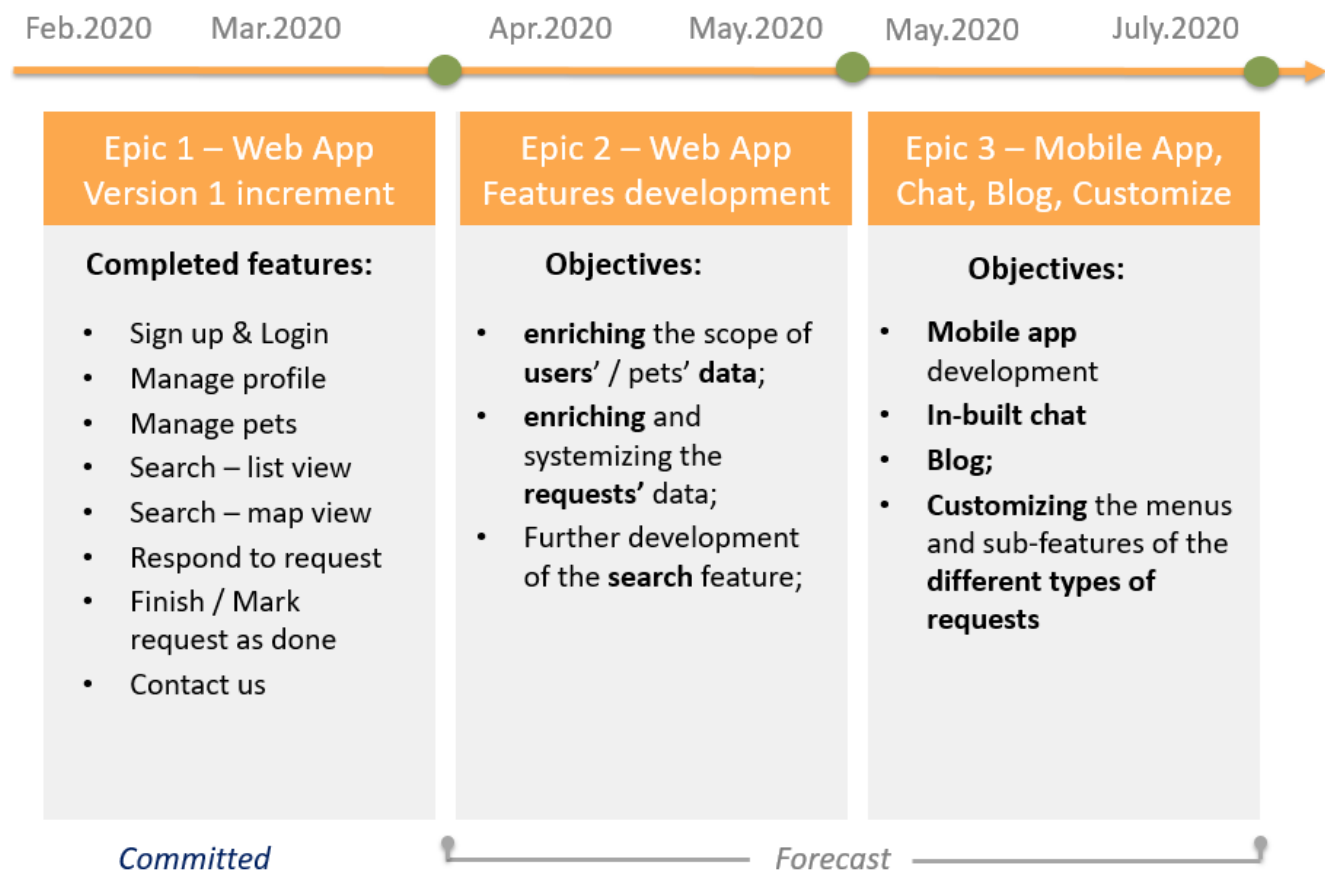 Feb.2020 Mar.2020 Apr.2020 May.2020 May.2020 July.2020
Epic 1 – Web App
Version 1 increment
Completed features:
• Sign up & Login
• Manage profile
• Manage pets
• Search – list view
• Search – map view
• Respond to request
• Finish / Mark
request as done
• Contact us
Epic 2 – Web App
Features development
Objectives:
• enriching the scope of
users’ / pets’ data;
• enriching and
systemizing the
requests’ data;
• Further development
of the search feature;
Epic 3 – Mobile App,
Chat, Blog, Customize
Objectives:
• Mobile app
development
• In-built chat
• Blog;
• Customizing the menus
and sub-features of the
different types of
requests
Committed
Forecast